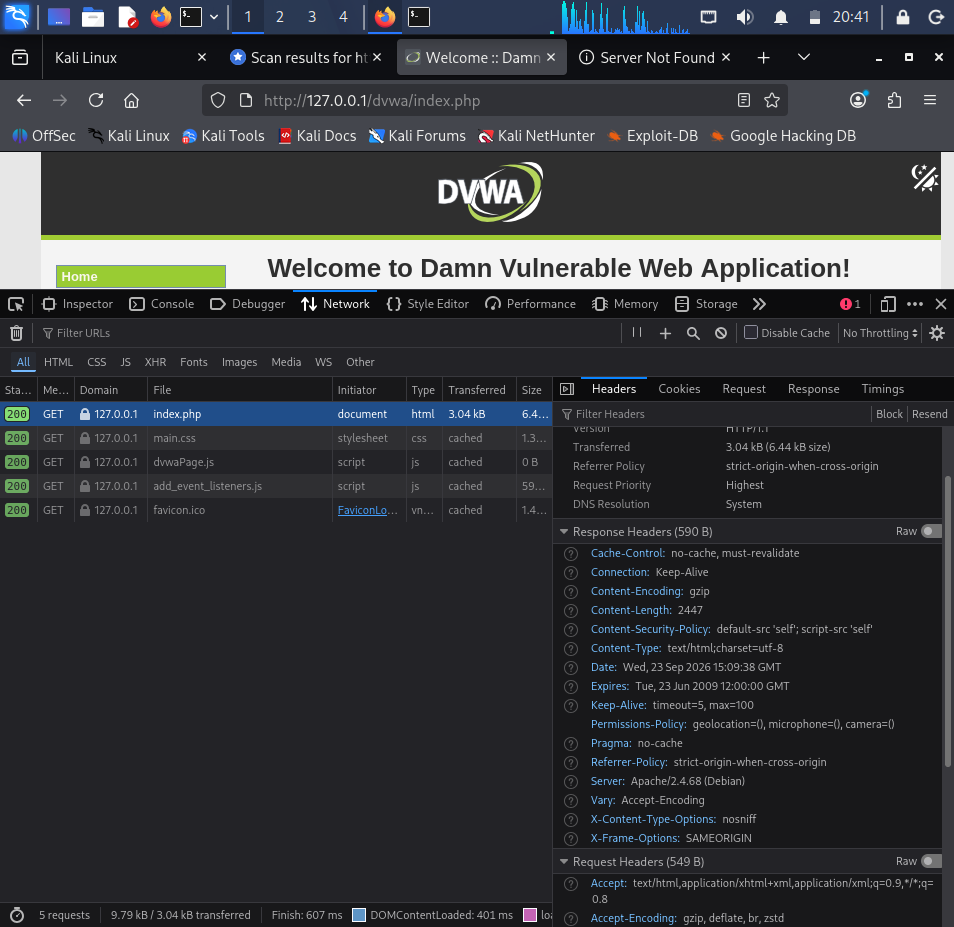 1 2 3 4 20:41
Kali Linux Scan results for ht Welcome :: Damn Server Not Found
http://127.0.0.1/dvwa/index.php
OffSec Kali Linux Kali Tools Kali Docs Kali Forums Kali NetHunter Exploit-DB Google Hacking DB
DVWA
Home
Welcome to Damn Vulnerable Web Application!
Inspector Console Debugger Network Style Editor Performance Memory Storage 1
Filter URLs Disable Cache No Throttling
All HTML CSS JS XHR Fonts Images Media WS Other
Sta... Me... Domain File Initiator Type Transferred Size
200 GET 127.0.0.1 index.php document html 3.04 kB 6.4...
200 GET 127.0.0.1 main.css stylesheet css cached 1.3...
200 GET 127.0.0.1 dvwaPage.js script js cached 0 B
200 GET 127.0.0.1 add_event_listeners.js script js cached 59...
200 GET 127.0.0.1 favicon.ico FaviconLo... vn... cached 1.4...
Headers Cookies Request Response Timings
Filter Headers Block Resend
Version HTTP/1.1
Transferred 3.04 kB (6.44 kB size)
Referrer Policy strict-origin-when-cross-origin
Request Priority Highest
DNS Resolution System
Response Headers (590 B) Raw
Cache-Control: no-cache, must-revalidate
Connection: Keep-Alive
Content-Encoding: gzip
Content-Length: 2447
Content-Security-Policy: default-src 'self'; script-src 'self'
Content-Type: text/html;charset=utf-8
Date: Wed, 23 Sep 2026 15:09:38 GMT
Expires: Tue, 23 Jun 2009 12:00:00 GMT
Keep-Alive: timeout=5, max=100
Permissions-Policy: geolocation=(), microphone=(), camera=()
Pragma: no-cache
Referrer-Policy: strict-origin-when-cross-origin
Server: Apache/2.4.68 (Debian)
Vary: Accept-Encoding
X-Content-Type-Options: nosniff
X-Frame-Options: SAMEORIGIN
Request Headers (549 B) Raw
Accept: text/html,application/xhtml+xml,application/xml;q=0.9,*/*;q=
0.8
Accept-Encoding: gzip, deflate, br, zstd
5 requests 9.79 kB / 3.04 kB transferred Finish: 607 ms DOMContentLoaded: 401 ms loa